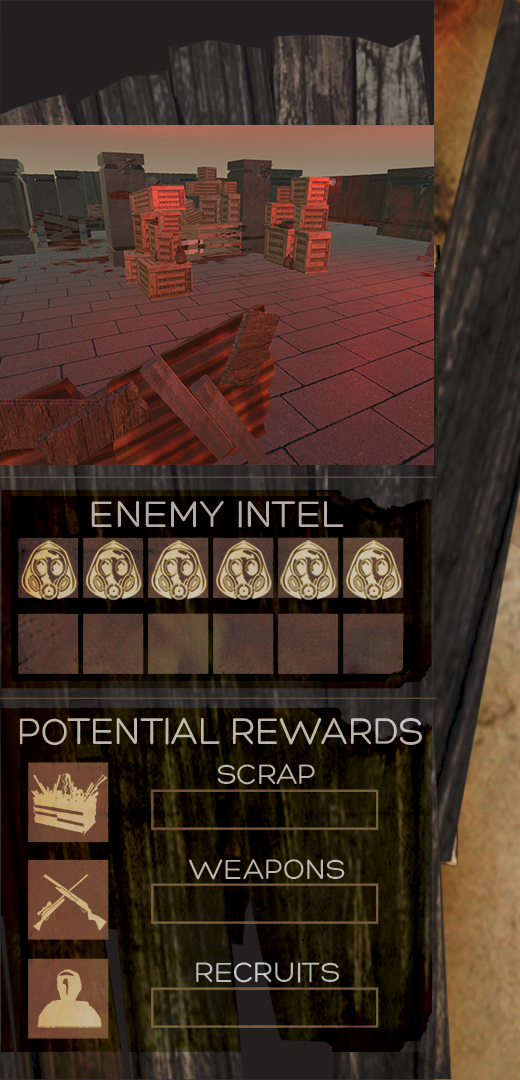 ENEMY INTEL
POTENTIAL REWARDS
SCRAP
WEAPONS
RECRUITS